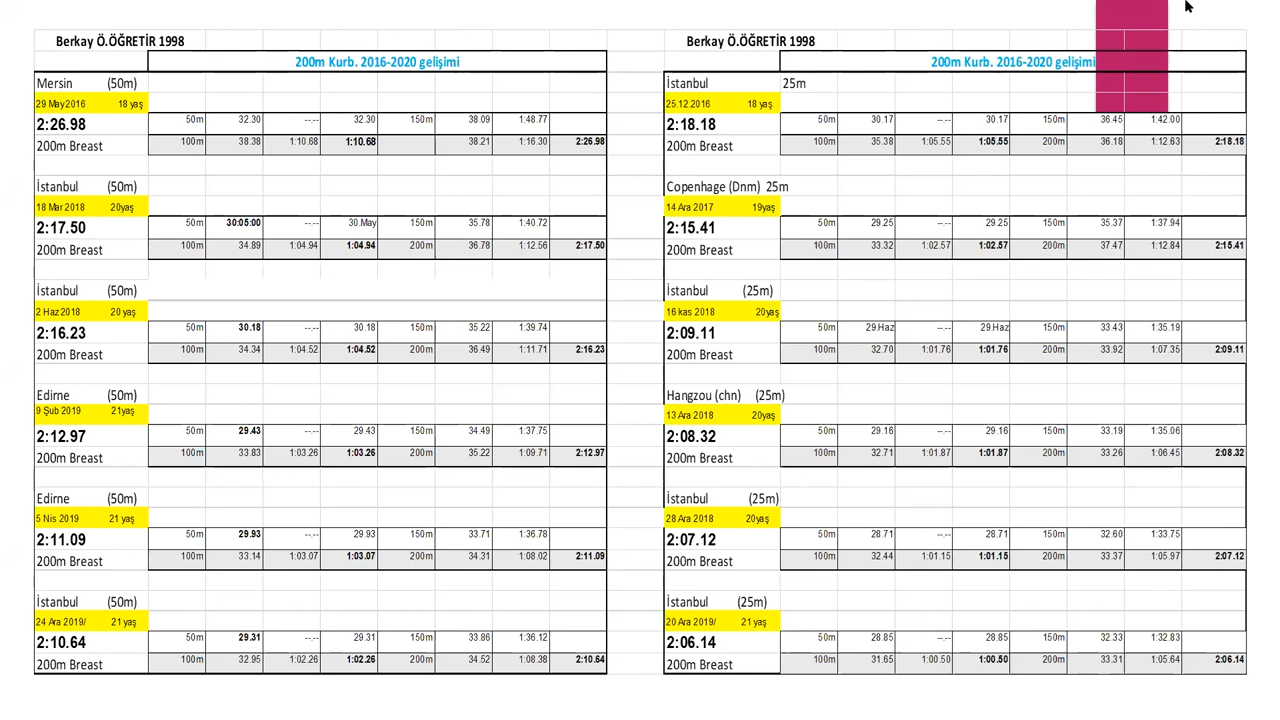 Berkay Ö.ÖĞRETİR 1998
200m Kurb. 2016-2020 gelişimi
Mersin (50m)
29 May2016 18 yaş
2:26.98 50m 32.30 --.-- 32.30 150m 38.09 1:48.77
200m Breast 100m 38.38 1:10.68 1:10.68 38.21 1:16.30 2:26.98
İstanbul (50m)
18 Mar 2018 20yaş
2:17.50 50m 30:05:00 --.-- 30.May 150m 35.78 1:40.72
200m Breast 100m 34.89 1:04.94 1:04.94 200m 36.78 1:12.56 2:17.50
İstanbul (50m)
2 Haz 2018 20 yaş
2:16.23 50m 30.18 --.-- 30.18 150m 35.22 1:39.74
200m Breast 100m 34.34 1:04.52 1:04.52 200m 36.49 1:11.71 2:16.23
Edirne (50m)
9 Şub 2019 21yaş
2:12.97 50m 29.43 --.-- 29.43 150m 34.49 1:37.75
200m Breast 100m 33.83 1:03.26 1:03.26 200m 35.22 1:09.71 2:12.97
Edirne (50m)
5 Nis 2019 21 yaş
2:11.09 50m 29.93 --.-- 29.93 150m 33.71 1:36.78
200m Breast 100m 33.14 1:03.07 1:03.07 200m 34.31 1:08.02 2:11.09
İstanbul (50m)
24 Ara 2019/ 21 yaş
2:10.64 50m 29.31 --.-- 29.31 150m 33.86 1:36.12
200m Breast 100m 32.95 1:02.26 1:02.26 200m 34.52 1:08.38 2:10.64
Berkay Ö.ÖĞRETİR 1998
200m Kurb. 2016-2020 gelişimi
İstanbul 25m
25.12.2016 18 yaş
2:18.18 50m 30.17 --.-- 30.17 150m 36.45 1:42.00
200m Breast 100m 35.38 1:05.55 1:05.55 200m 36.18 1:12.63 2:18.18
Copenhage (Dnm) 25m
14 Ara 2017 19yaş
2:15.41 50m 29.25 --.-- 29.25 150m 35.37 1:37.94
200m Breast 100m 33.32 1:02.57 1:02.57 200m 37.47 1:12.84 2:15.41
İstanbul (25m)
16 kas 2018 20yaş
2:09.11 50m 29.Haz --.-- 29.Haz 150m 33.43 1:35.19
200m Breast 100m 32.70 1:01.76 1:01.76 200m 33.92 1:07.35 2:09.11
Hangzou (chn) (25m)
13 Ara 2018 20yaş
2:08.32 50m 29.16 --.-- 29.16 150m 33.19 1:35.06
200m Breast 100m 32.71 1:01.87 1:01.87 200m 33.26 1:06.45 2:08.32
İstanbul (25m)
28 Ara 2018 20yaş
2:07.12 50m 28.71 --.-- 28.71 150m 32.60 1:33.75
200m Breast 100m 32.44 1:01.15 1:01.15 200m 33.37 1:05.97 2:07.12
İstanbul (25m)
20 Ara 2019/ 21 yaş
2:06.14 50m 28.85 --.-- 28.85 150m 32.33 1:32.83
200m Breast 100m 31.65 1:00.50 1:00.50 200m 33.31 1:05.64 2:06.14